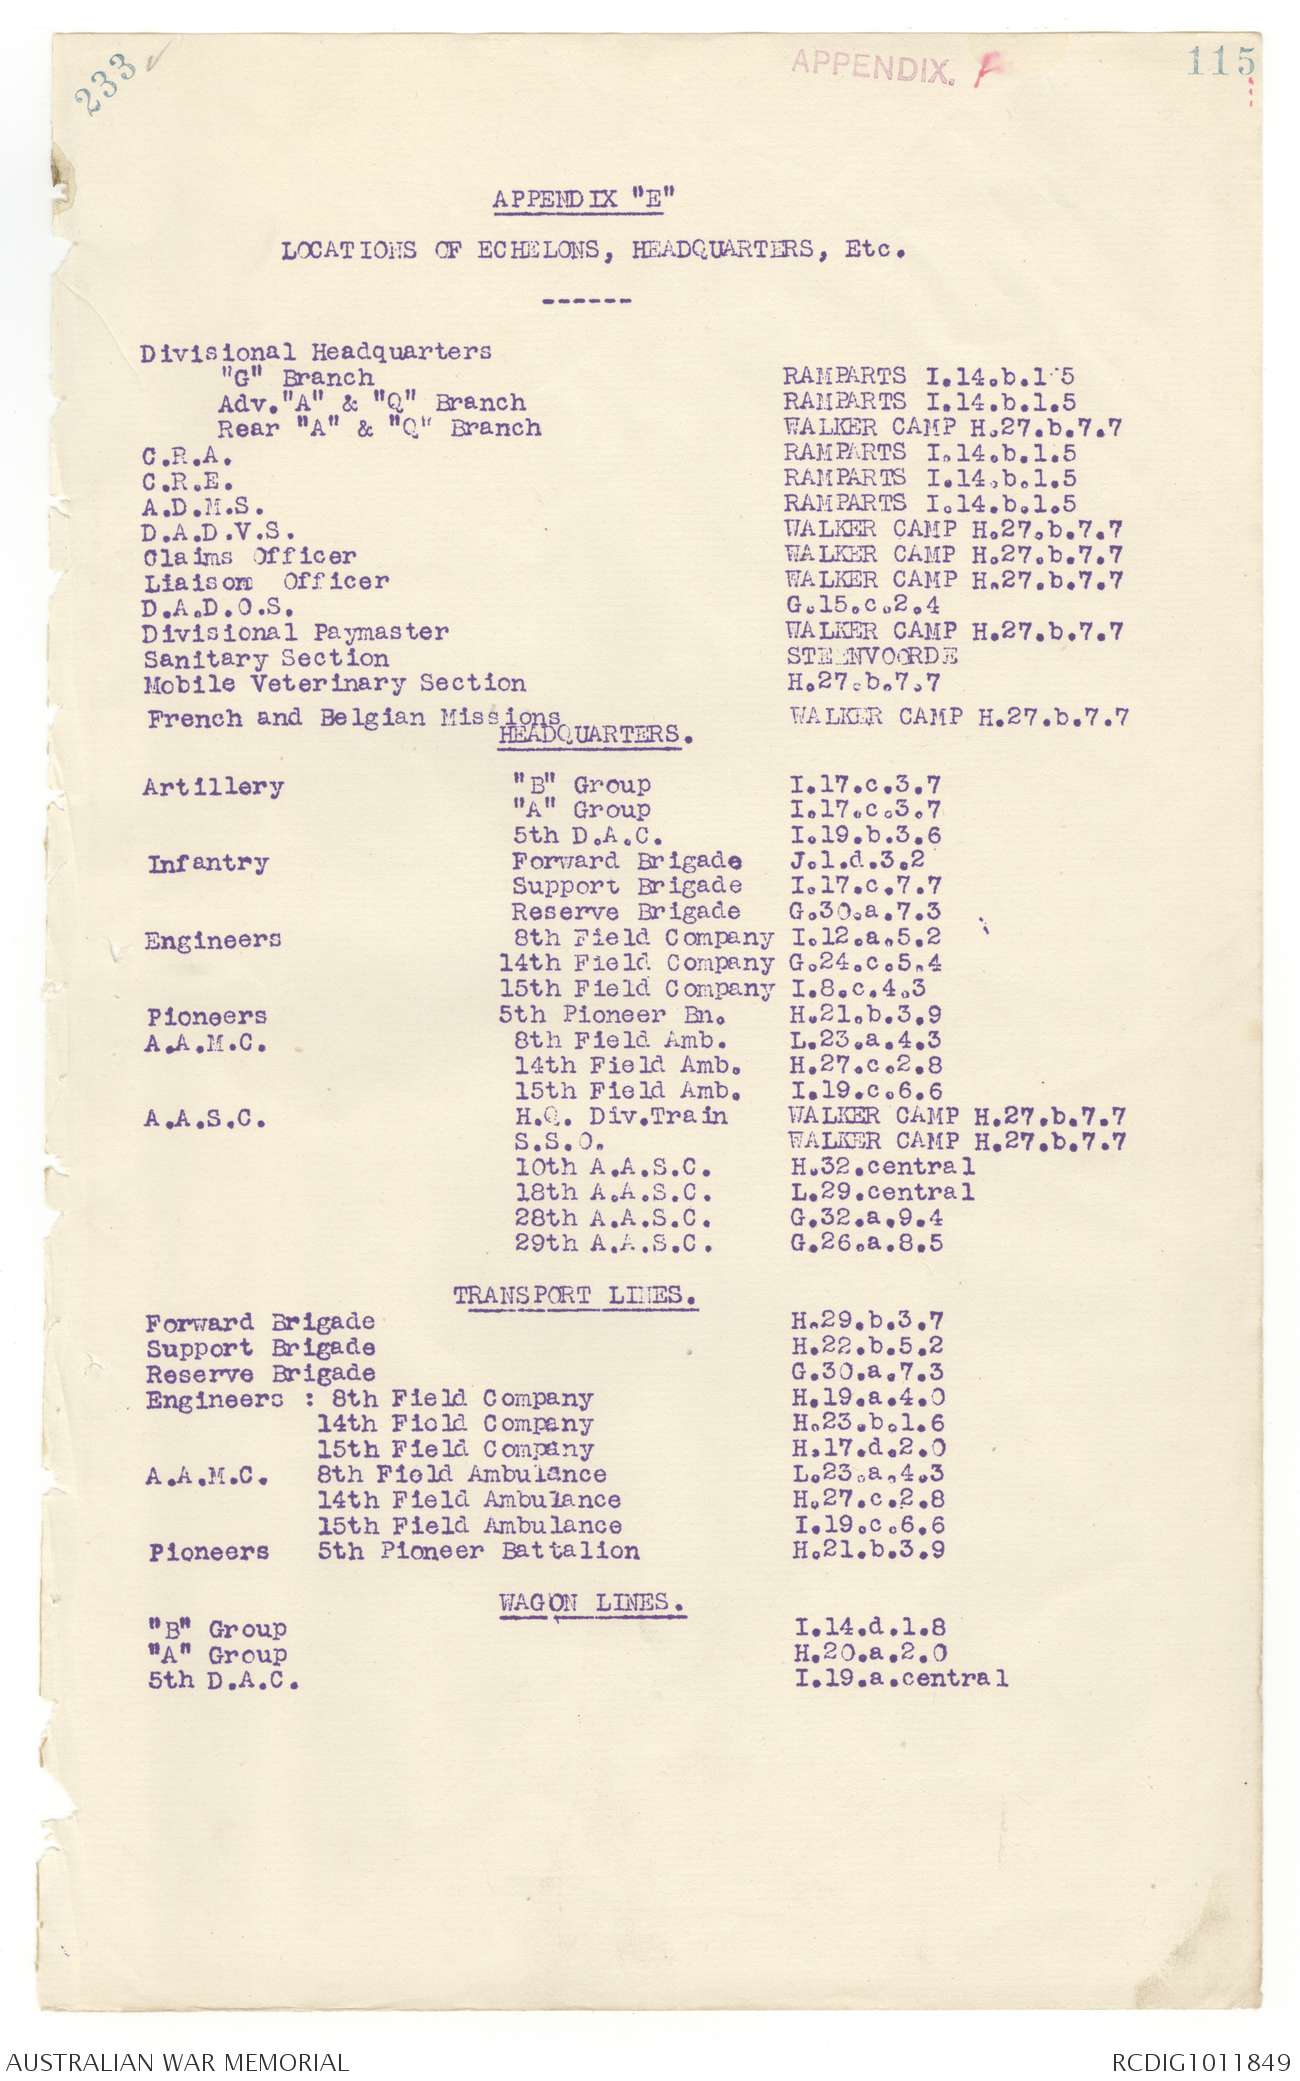 233
APPENDIX. F
115
APPENDIX "E"
LOCATIONS OF ECHELONS, HEADQUARTERS, Etc.
------
Divisional Headquarters
"G" Branch RAMPARTS I.14.b.1.5
Adv."A" & "Q" Branch RAMPARTS I.14.b.1.5
Rear "A" & "Q" Branch WALKER CAMP H.27.b.7.7
C.R.A. RAMPARTS I.14.b.1.5
C.R.E. RAMPARTS I.14.b.1.5
A.D.M.S. RAMPARTS I.14.b.1.5
D.A.D.V.S. WALKER CAMP H.27.b.7.7
Claims Officer WALKER CAMP H.27.b.7.7
Liaison Officer WALKER CAMP H.27.b.7.7
D.A.D.O.S. G.15.c.2.4
Divisional Paymaster WALKER CAMP H.27.b.7.7
Sanitary Section STEENVOORDE
Mobile Veterinary Section H.27.b.7.7
French and Belgian Missions WALKER CAMP H.27.b.7.7
HEADQUARTERS.
Artillery "B" Group I.17.c.3.7
"A" Group I.17.c.3.7
5th D.A.C. I.19.b.3.6
Infantry Forward Brigade J.1.d.3.2
Support Brigade I.17.c.7.7
Reserve Brigade G.30.a.7.3
Engineers 8th Field Company I.12.a.5.2
14th Field Company G.24.c.5.4
15th Field Company I.8.c.4.3
Pioneers 5th Pioneer Bn. H.21.b.3.9
A.A.M.C. 8th Field Amb. L.23.a.4.3
14th Field Amb. H.27.c.2.8
15th Field Amb. I.19.c.6.6
A.A.S.C. H.Q. Div.Train WALKER CAMP H.27.b.7.7
S.S.O. WALKER CAMP H.27.b.7.7
10th A.A.S.C. H.32.central
18th A.A.S.C. L.29.central
28th A.A.S.C. G.32.a.9.4
29th A.A.S.C. G.26.a.8.5
TRANSPORT LINES.
Forward Brigade H.29.b.3.7
Support Brigade H.22.b.5.2
Reserve Brigade G.30.a.7.3
Engineers : 8th Field Company H.19.a.4.0
14th Field Company H.23.b.1.6
15th Field Company H.17.d.2.0
A.A.M.C. 8th Field Ambulance L.23.a.4.3
14th Field Ambulance H.27.c.2.8
15th Field Ambulance I.19.c.6.6
Pioneers 5th Pioneer Battalion H.21.b.3.9
WAGON LINES.
"B" Group I.14.d.1.8
"A" Group H.20.a.2.0
5th D.A.C. I.19.a.central
AUSTRALIAN WAR MEMORIAL RCDIG1011849